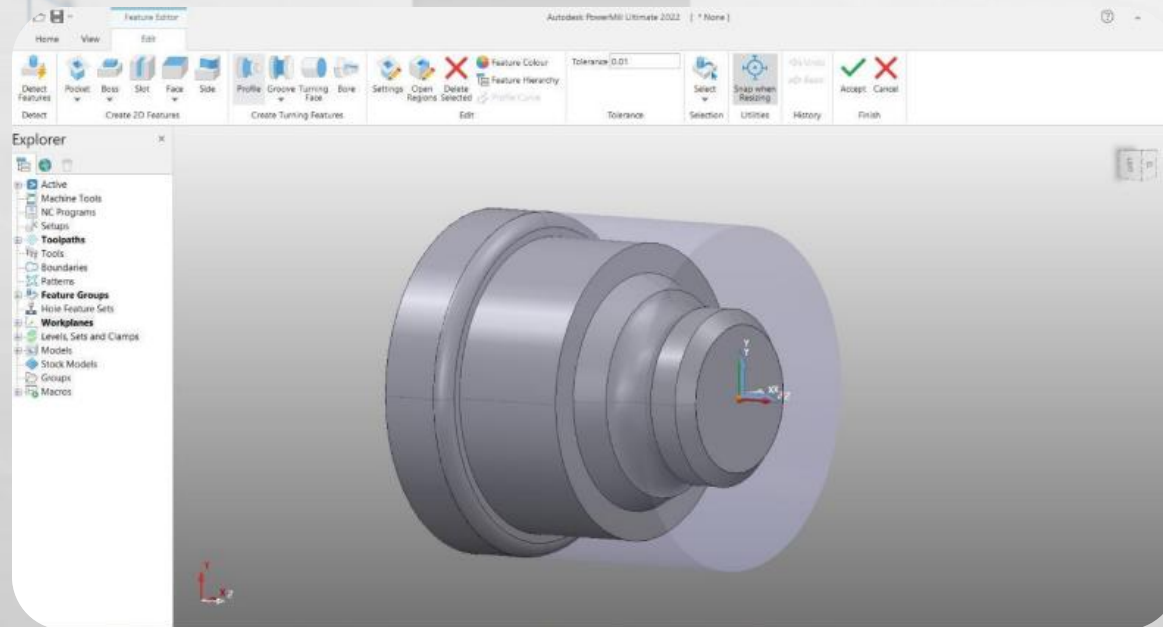 Feature Editor
Autodesk PowerMill Ultimate 2022 [ * None ]
Home View Edit
Detect Features
Pocket
Boss
Slot
Face
Side
Profile
Groove
Turning Face
Bore
Settings
Open Regions
Delete Selected
Feature Colour
Feature Hierarchy
Profile Curve
Tolerance 0.01
Select
Snap when Resizing
Accept
Cancel
Detect
Create 2D Features
Create Turning Features
Edit
Tolerance
Selection
Utilities
History
Finish
Explorer
Active
Machine Tools
NC Programs
Setups
Toolpaths
Tools
Boundaries
Patterns
Feature Groups
Hole Feature Sets
Workplanes
Levels, Sets and Clamps
Models
Stock Models
Groups
Macros
Y
Y
Y
X
Z